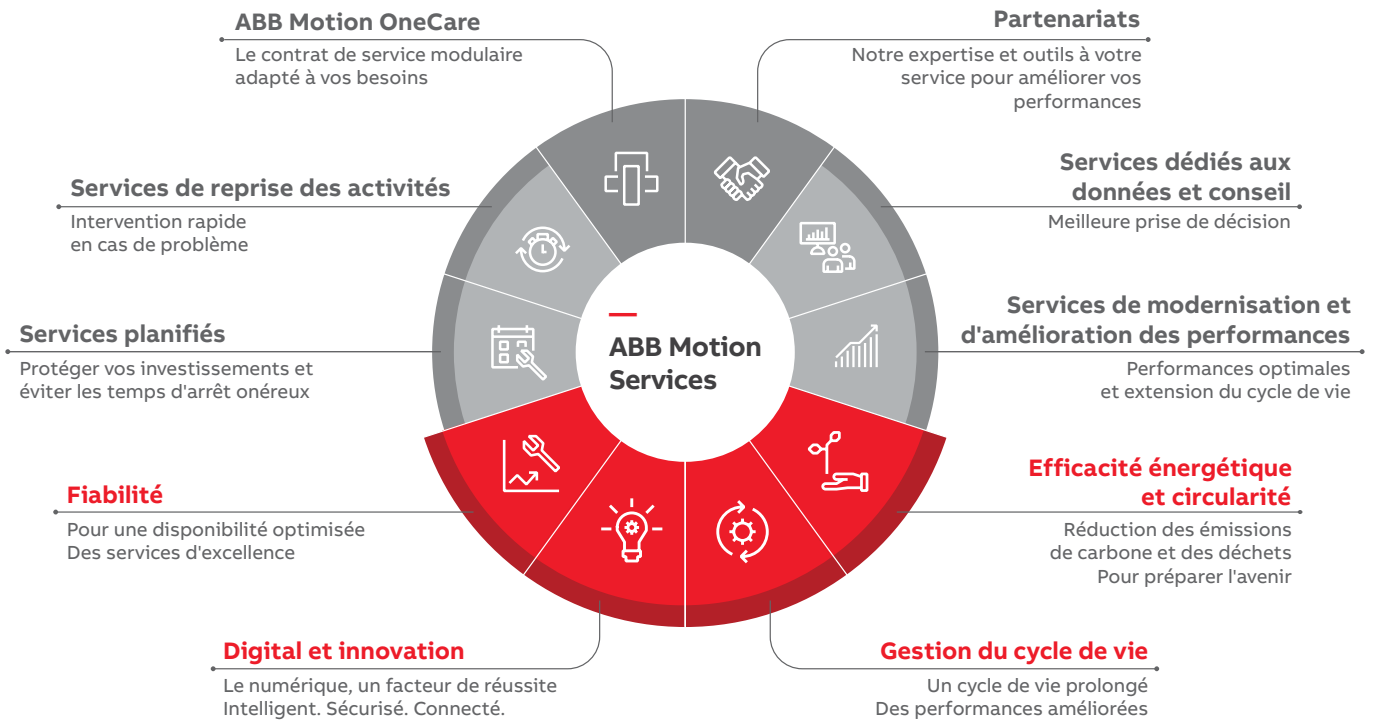 ABB Motion OneCare
Le contrat de service modulaire
adapté à vos besoins
Partenariats
Notre expertise et outils à votre
service pour améliorer vos
performances
Services de reprise des activités
Intervention rapide
en cas de problème
Services dédiés aux
données et conseil
Meilleure prise de décision
Services planifiés
Protéger vos investissements et
éviter les temps d'arrêt onéreux
ABB Motion
Services
Services de modernisation et
d'amélioration des performances
Performances optimales
et extension du cycle de vie
Fiabilité
Pour une disponibilité optimisée
Des services d'excellence
Efficacité énergétique
et circularité
Réduction des émissions
de carbone et des déchets
Pour préparer l'avenir
Digital et innovation
Le numérique, un facteur de réussite
Intelligent. Sécurisé. Connecté.
Gestion du cycle de vie
Un cycle de vie prolongé
Des performances améliorées